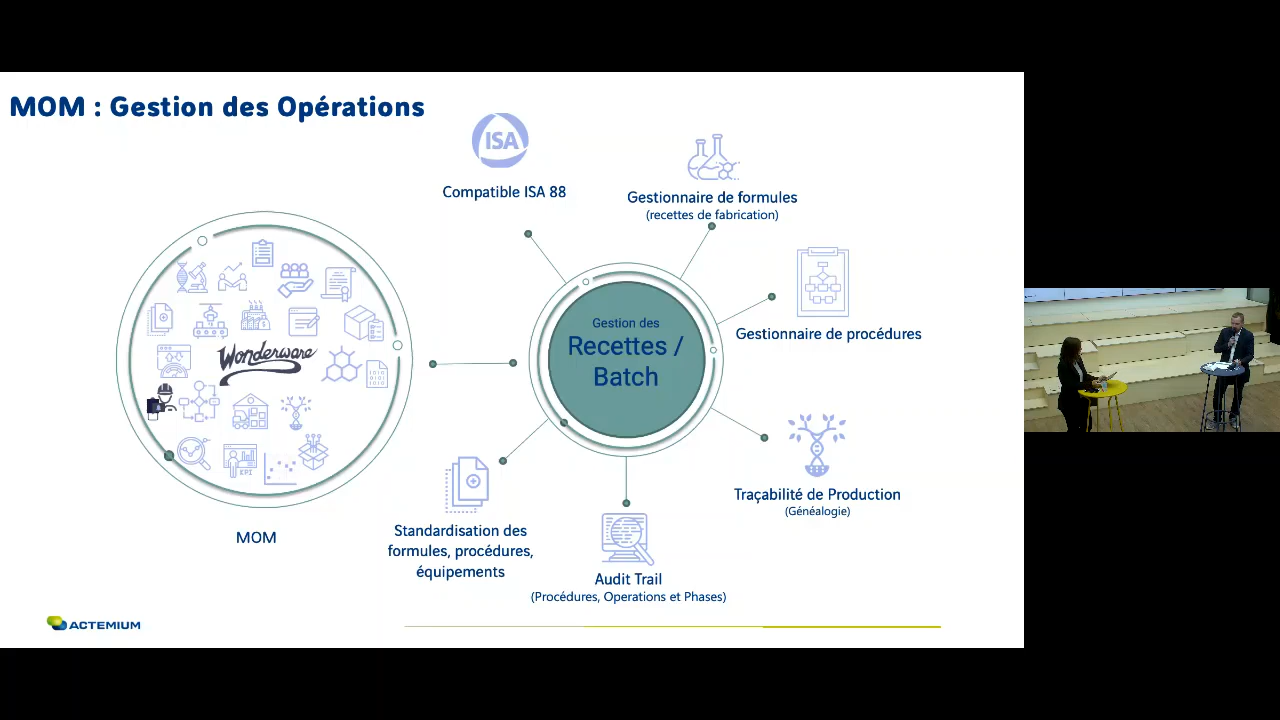 MOM : Gestion des Opérations
ISA
Compatible ISA 88
Gestionnaire de formules
(recettes de fabrication)
Gestionnaire de procédures
Wonderware
Gestion des
Recettes /
Batch
Traçabilité de Production
(Généalogie)
Standardisation des
formules, procédures,
équipements
Audit Trail
(Procédures, Operations et Phases)
KPI
MOM
ACTEMIUM